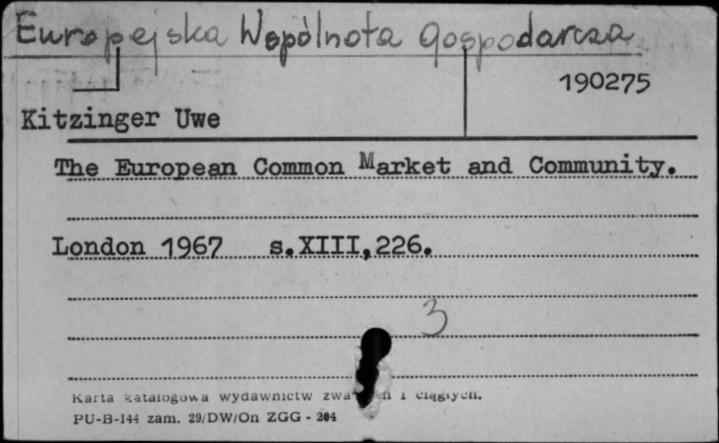 Europejska Wspólnota Gospodarcza
190275
Kitzinger Uwe
The European Common Market and Community.
London 1967 s.XIII,226.
3
Karta katalogowa wydawnictw i ciągłych.
PU-B-144 zam. 29/DW/On ZGG - 204